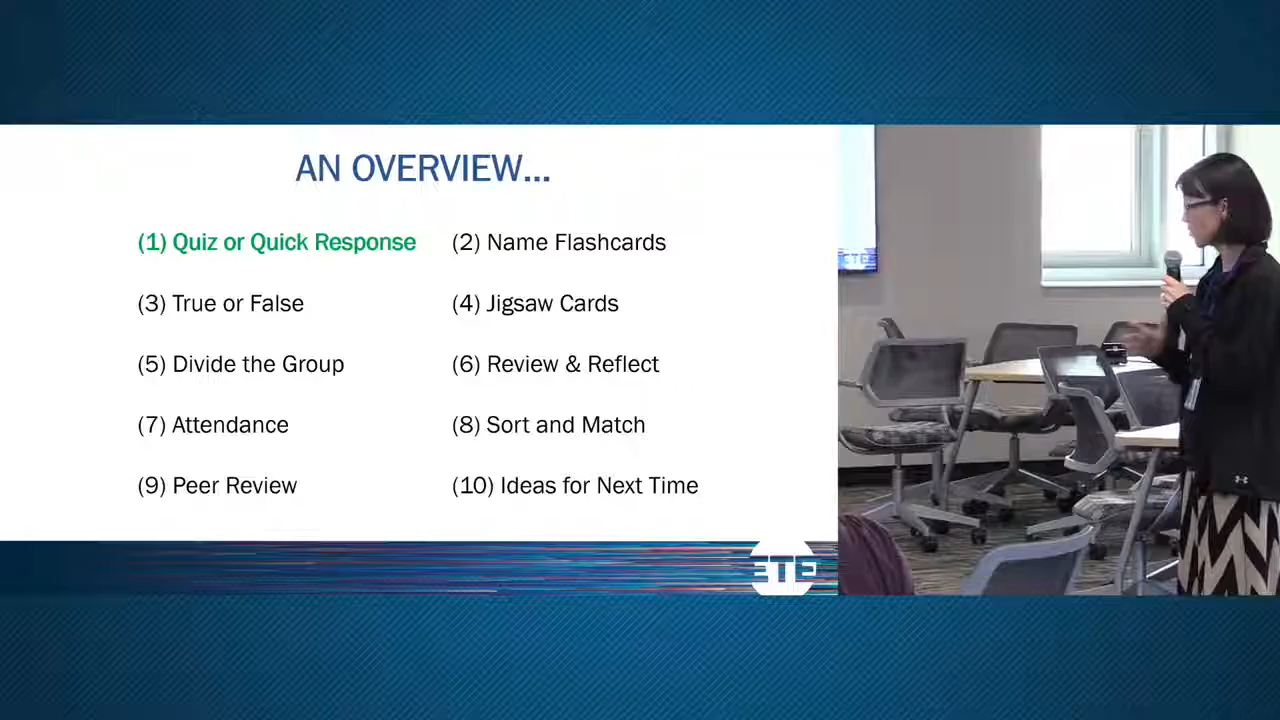 AN OVERVIEW...
(1) Quiz or Quick Response (2) Name Flashcards
(3) True or False (4) Jigsaw Cards
(5) Divide the Group (6) Review & Reflect
(7) Attendance (8) Sort and Match
(9) Peer Review (10) Ideas for Next Time
ETE
ETE